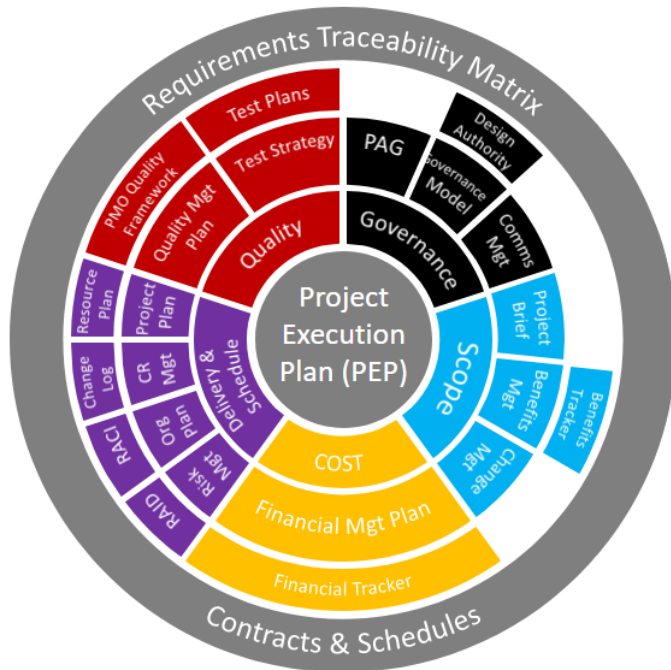 Requirements Traceability Matrix
Test Plans
Test Strategy
PMO Quality
Framework
Quality Mgt
Plan
Quality
PAG
Design
Authority
Governance
Model
Comms
Mgt
Governance
Project
Execution
Plan (PEP)
Project
Brief
Benefits
Mgt
Benefits
Tracker
Change
Mgt
Scope
Resource
Plan
Project
Plan
Change
Log
CR
Mgt
RACI
Org
Plan
RAID
Risk
Mgt
Delivery &
Schedule
COST
Financial Mgt Plan
Financial Tracker
Contracts & Schedules